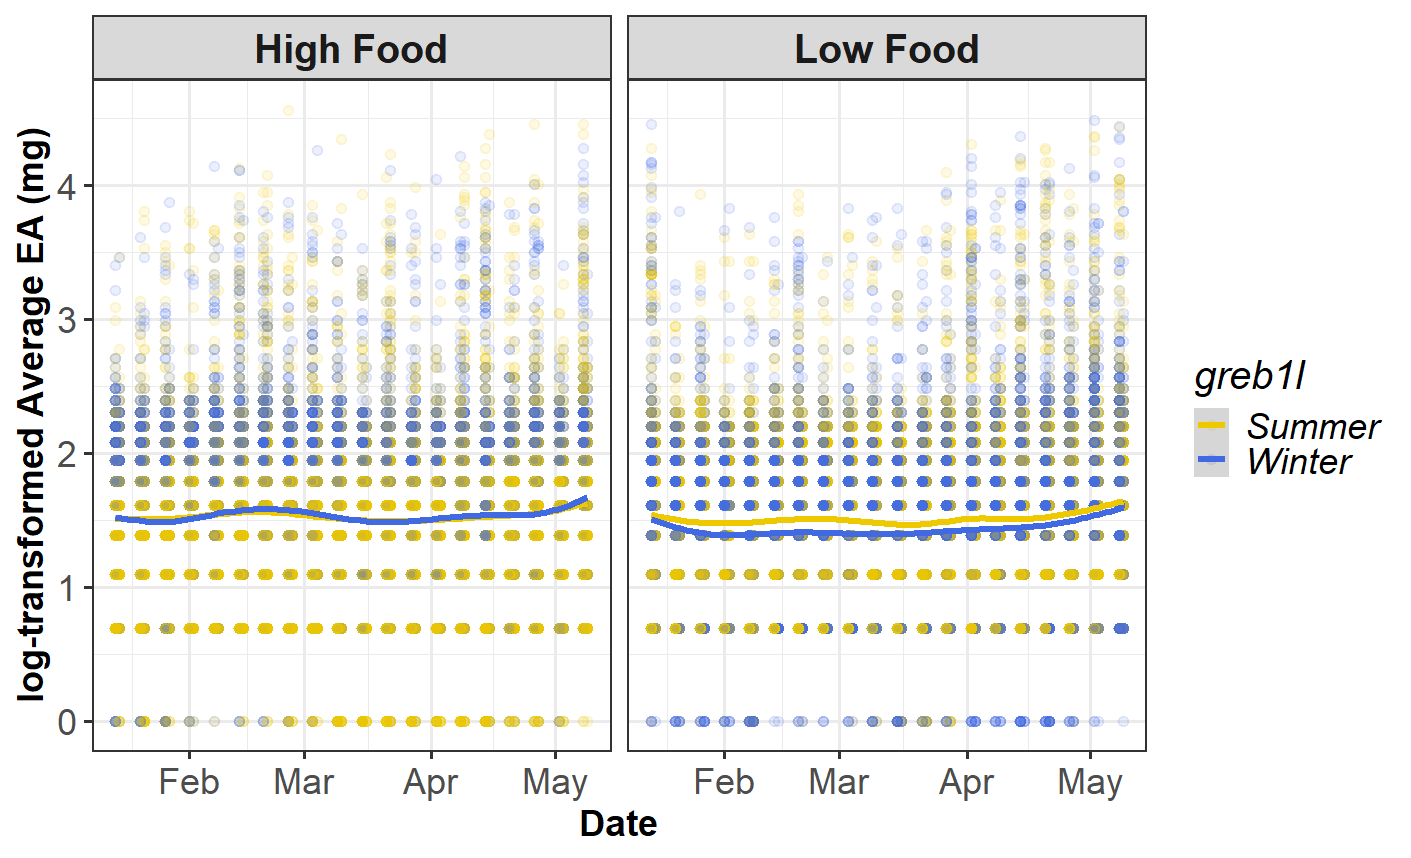 High Food
Low Food
log-transformed Average EA (mg)
4
3
2
1
0
Feb
Mar
Apr
May
Feb
Mar
Apr
May
Date
greb1l
Summer
Winter